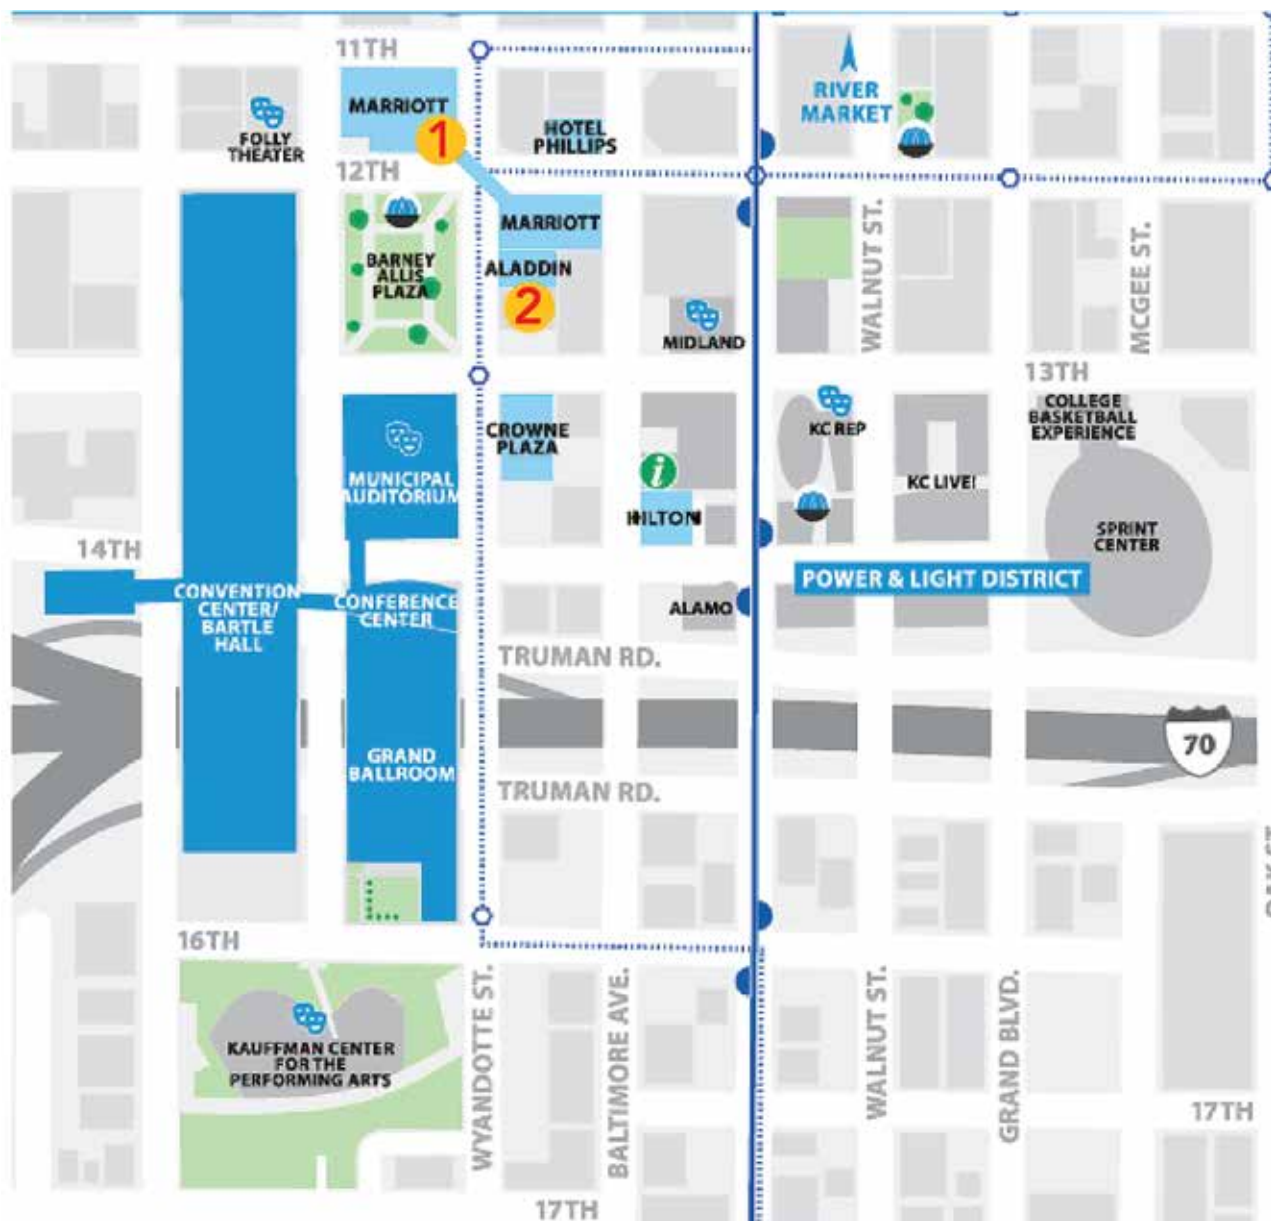 11TH
MARRIOTT
1
FOLLY
THEATER
HOTEL
PHILLIPS
RIVER
MARKET
12TH
MARRIOTT
BARNEY
ALLIS
PLAZA
ALADDIN
2
MIDLAND
WALNUT ST.
MCGEE ST.
13TH
COLLEGE
BASKETBALL
EXPERIENCE
CROWNE
PLAZA
KC REP
MUNICIPAL
AUDITORIUM
i
HILTON
KC LIVE!
SPRINT
CENTER
14TH
POWER & LIGHT DISTRICT
CONVENTION
CENTER/
BARTLE
HALL
CONFERENCE
CENTER
ALAMO
TRUMAN RD.
70
GRAND
BALLROOM
TRUMAN RD.
16TH
WYANDOTTE ST.
BALTIMORE AVE.
WALNUT ST.
GRAND BLVD.
KAUFFMAN CENTER
FOR THE
PERFORMING ARTS
17TH
17TH